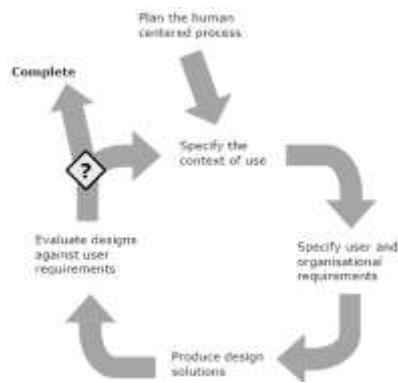 Plan the human
centered process
Complete
?
Specify the
context of use
Specify user and
organisational
requirements
Produce design
solutions
Evaluate designs
against user
requirements